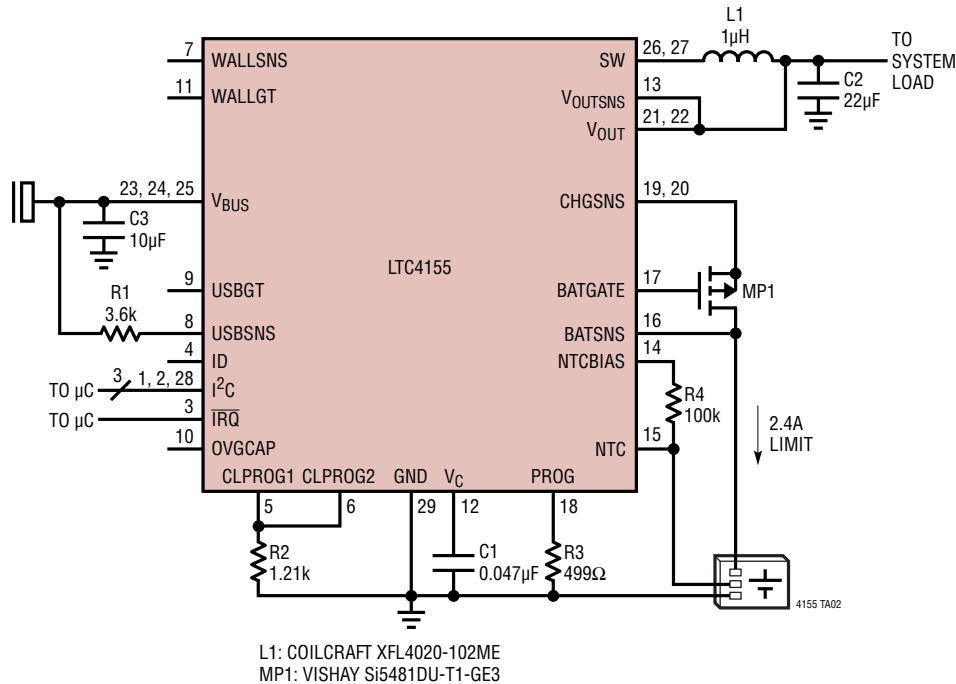 L1
1µH
TO
SYSTEM
LOAD
C2
22µF
7
WALLSNS
11
WALLGT
23, 24, 25
VBUS
C3
10µF
9
USBGT
R1
3.6k
8
USBSNS
4
ID
TO µC
3
1, 2, 28
I²C
TO µC
3
IRQ
10
OVGCAP
LTC4155
SW
26, 27
VOUTSNS
13
VOUT
21, 22
CHGSNS
19, 20
BATGATE
17
MP1
BATSNS
16
NTCBIAS
14
R4
100k
NTC
15
2.4A
LIMIT
CLPROG1
CLPROG2
GND
VC
PROG
5
6
29
12
18
R2
1.21k
C1
0.047µF
R3
499Ω
4155 TA02
L1: COILCRAFT XFL4020-102ME
MP1: VISHAY Si5481DU-T1-GE3